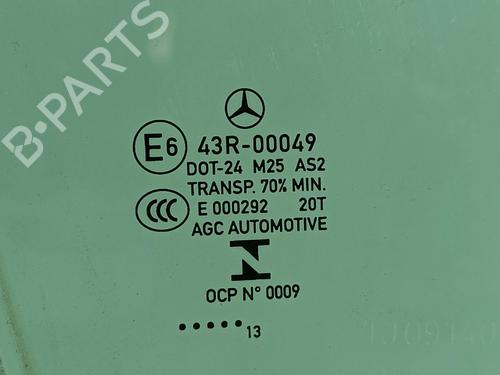 B-PARTS
E6 43R-00049
DOT-24 M25 AS2
TRANSP. 70% MIN.
CCC E 000292 20T
AGC AUTOMOTIVE
N
OCP N° 0009
..... 13